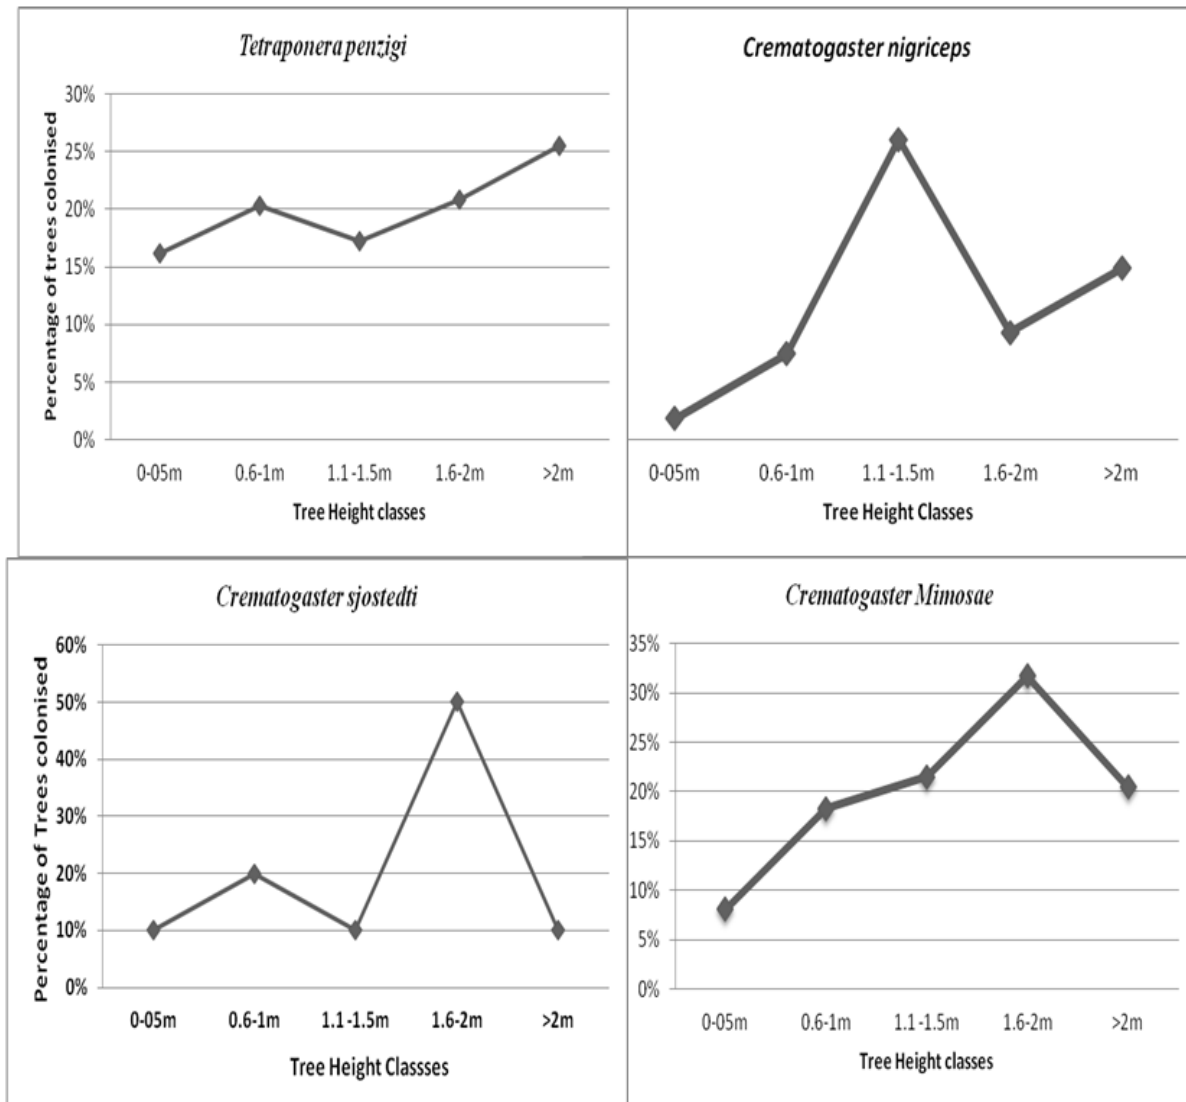 Tetraponera penzigi
Percentage of trees colonised
30%
25%
20%
15%
10%
5%
0%
0-05m 0.6-1m 1.1-1.5m 1.6-2m >2m
Tree Height classes
Crematogaster nigriceps
0-05m 0.6-1m 1.1-1.5m 1.6-2m >2m
Tree Height Classes
Crematogaster sjostedti
Percentage of Trees colonised
60%
50%
40%
30%
20%
10%
0%
0-05m 0.6-1m 1.1-1.5m 1.6-2m >2m
Tree Height Classses
Crematogaster Mimosae
35%
30%
25%
20%
15%
10%
5%
0%
0-05m 0.6-1m 1.1-1.5m 1.6-2m >2m
Tree Height classes